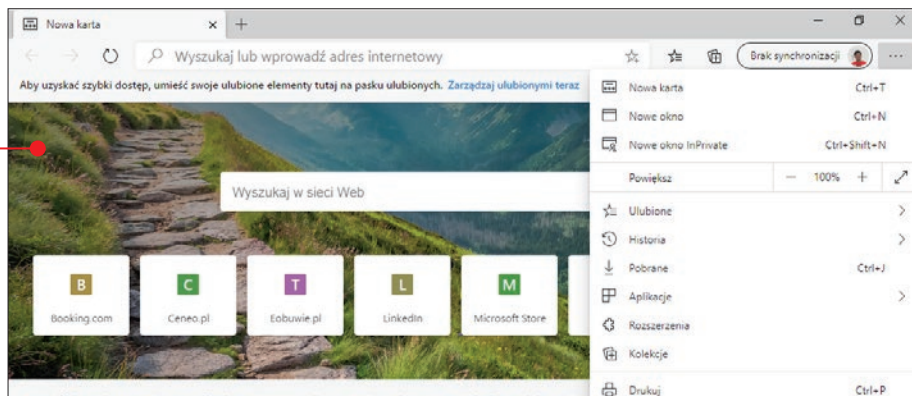 Nowa karta
Wyszukaj lub wprowadź adres internetowy
Brak synchronizacji
Aby uzyskać szybki dostęp, umieść swoje ulubione elementy tutaj na pasku ulubionych. Zarządzaj ulubionymi teraz
Wyszukaj w sieci Web
B
C
T
L
M
Booking.com
Ceneo.pl
Eobuwie.pl
LinkedIn
Microsoft Store
Nowa karta Ctrl+T
Nowe okno Ctrl+N
Nowe okno InPrivate Ctrl+Shift+N
Powiększ — 100% +
Ulubione
Historia
Pobrane Ctrl+J
Aplikacje
Rozszerzenia
Kolekcje
Drukuj Ctrl+P